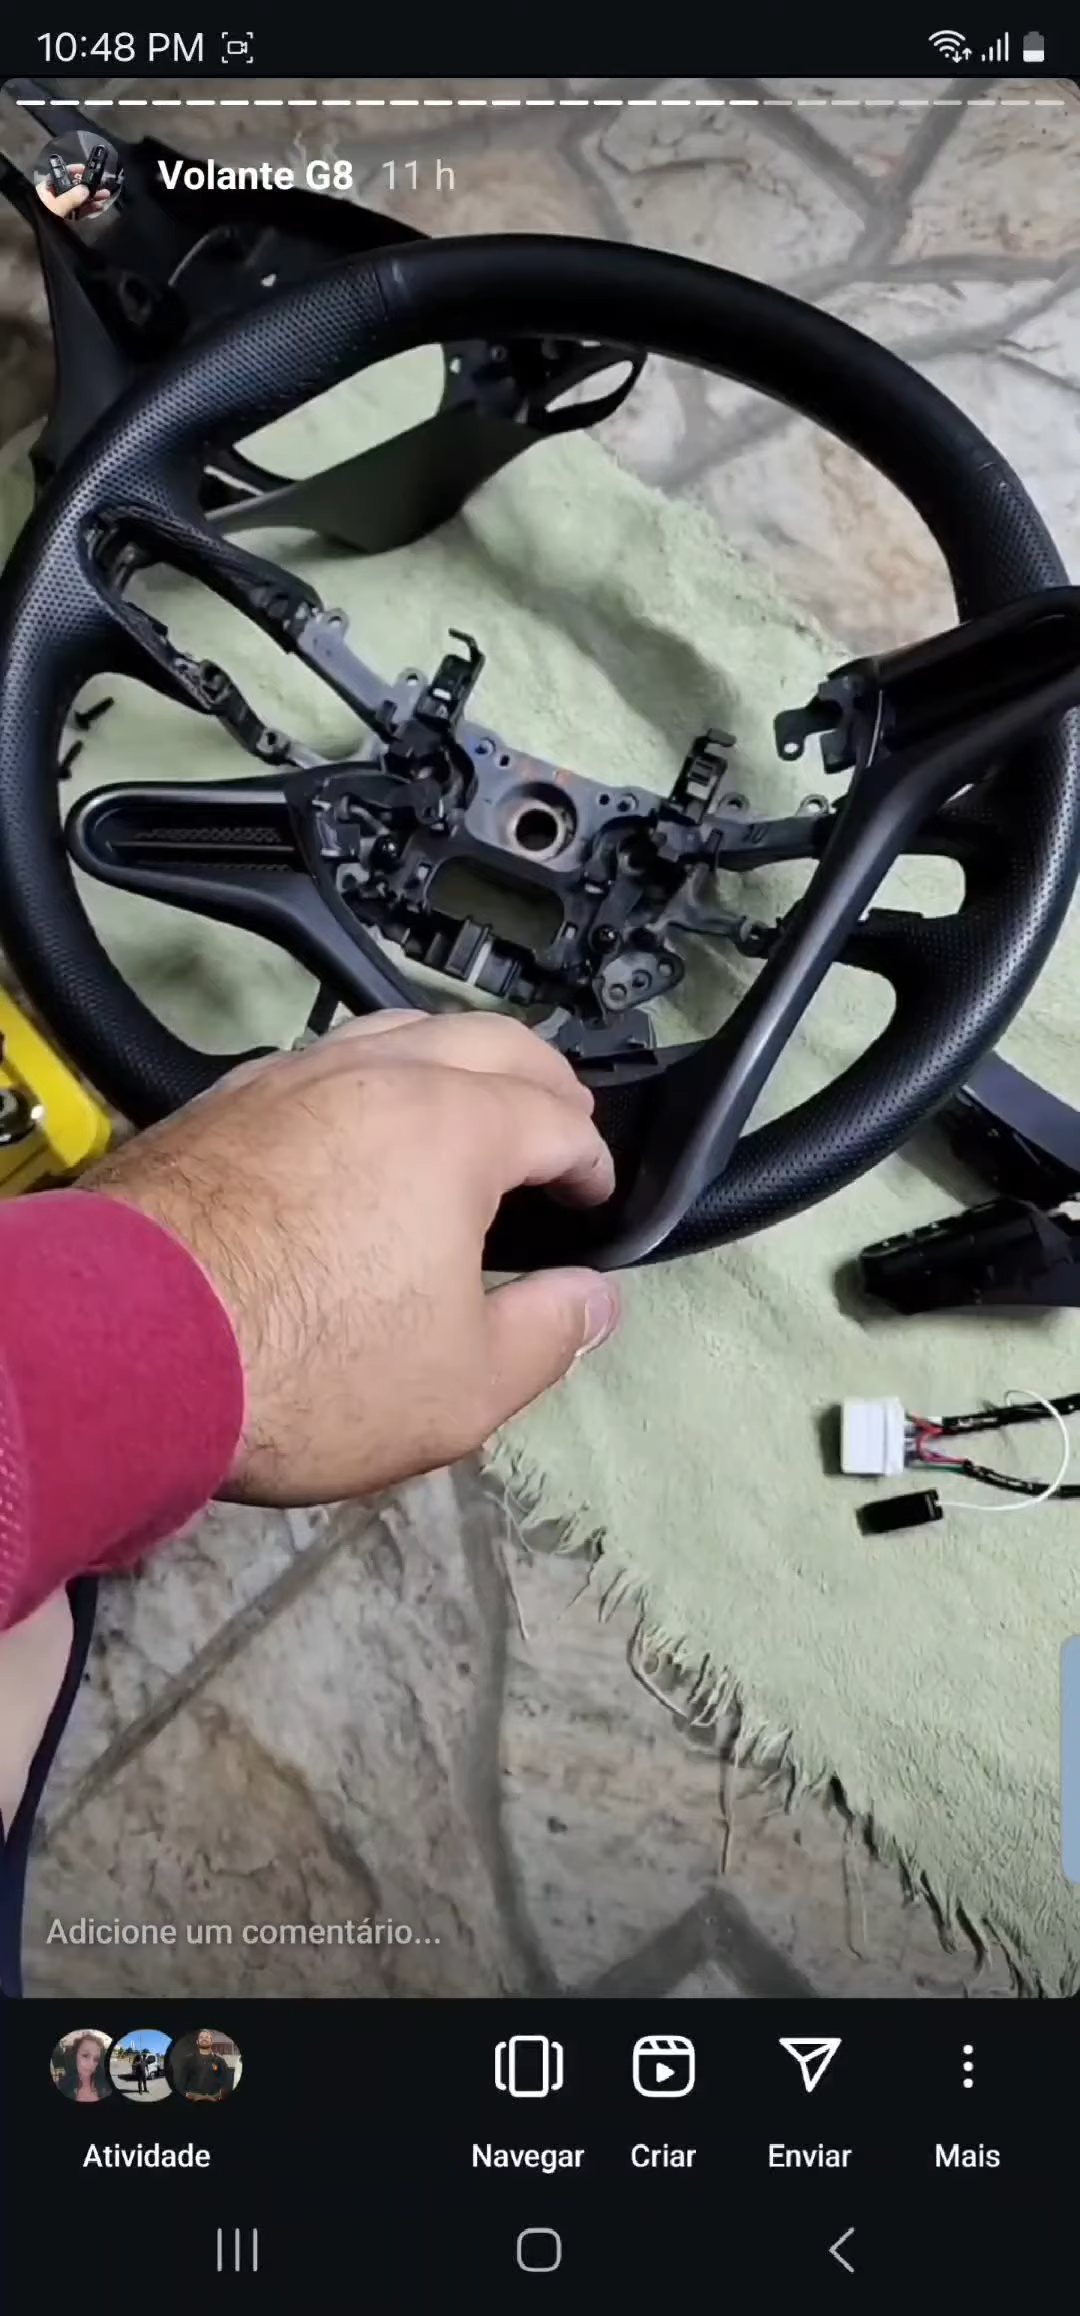 10:48 PM
Volante G8 11 h
Adicione um comentário...
Atividade
Navegar
Criar
Enviar
Mais